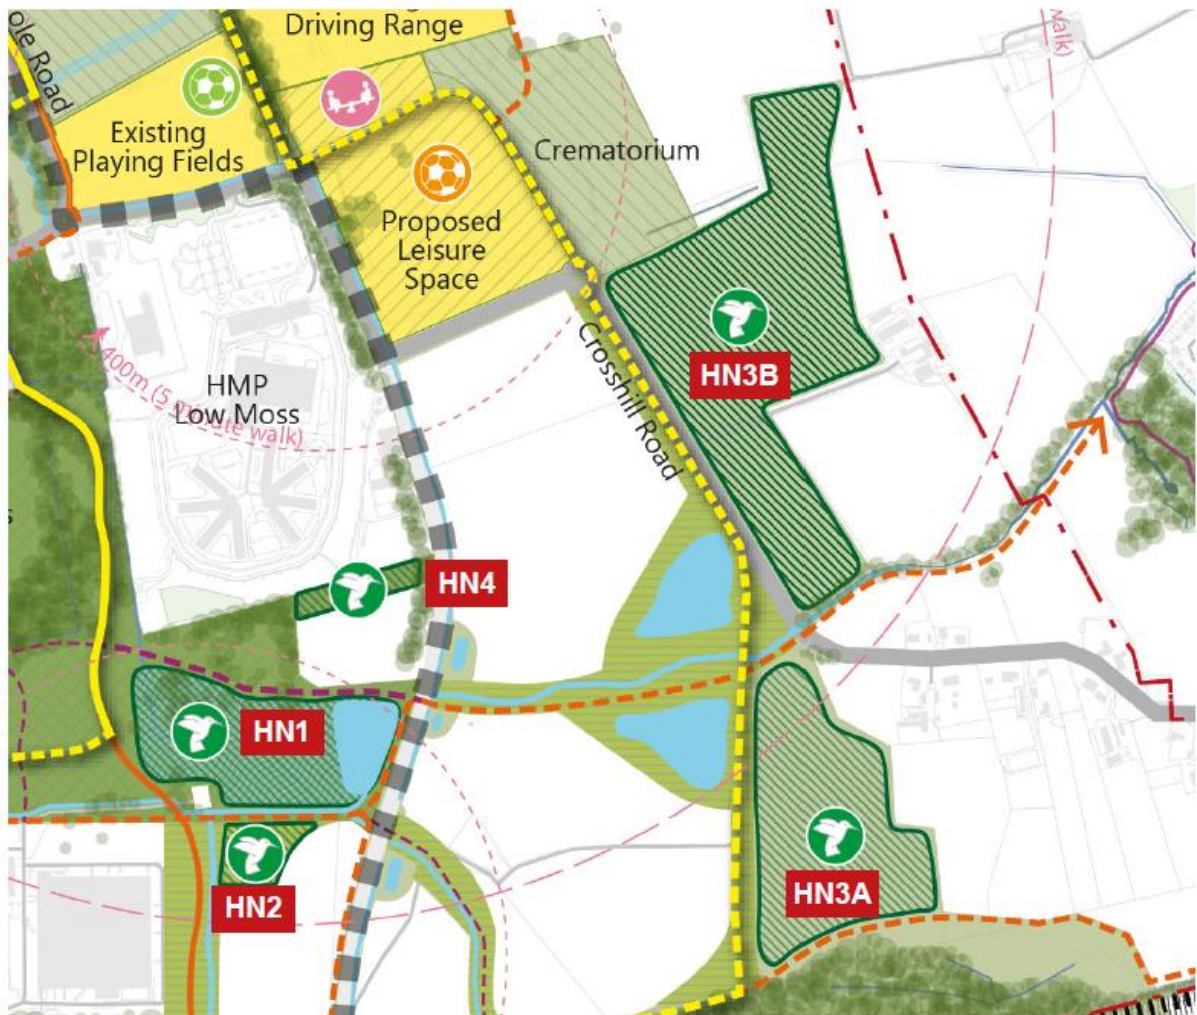 Driving Range
ole Road
Existing
Playing Fields
Crematorium
Proposed
Leisure
Space
walk)
Crosshill Road
HN3B
400m (5 minute walk)
HMP
Low Moss
HN4
HN1
HN2
HN3A
s